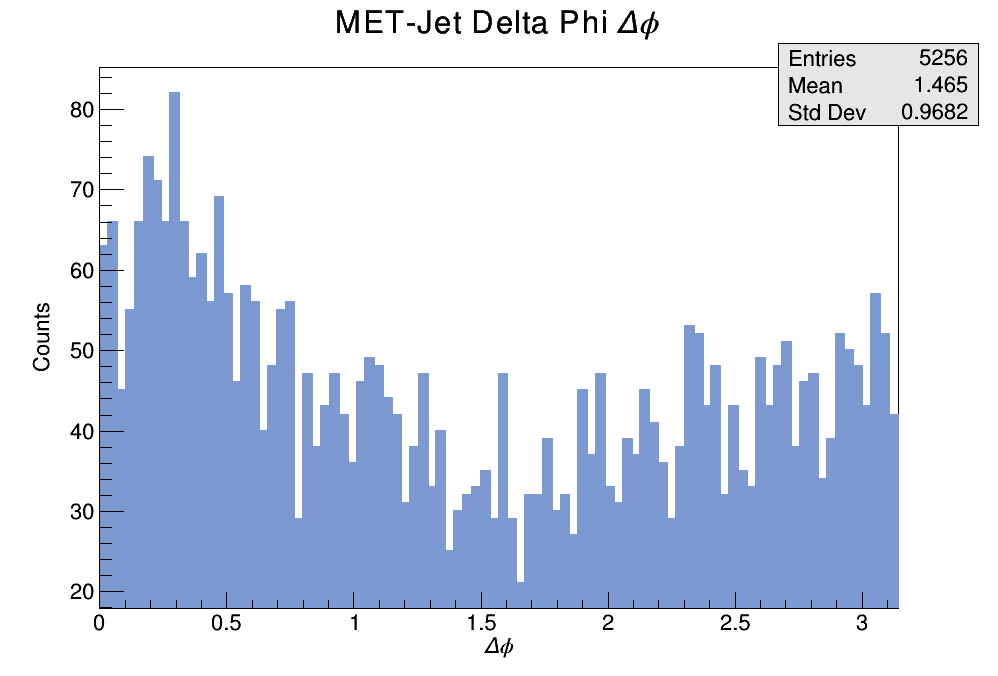 MET-Jet Delta Phi Δϕ
Entries 5256
Mean 1.465
Std Dev 0.9682
80
70
60
50
40
30
20
Counts
0 0.5 1 1.5 2 2.5 3
Δϕ